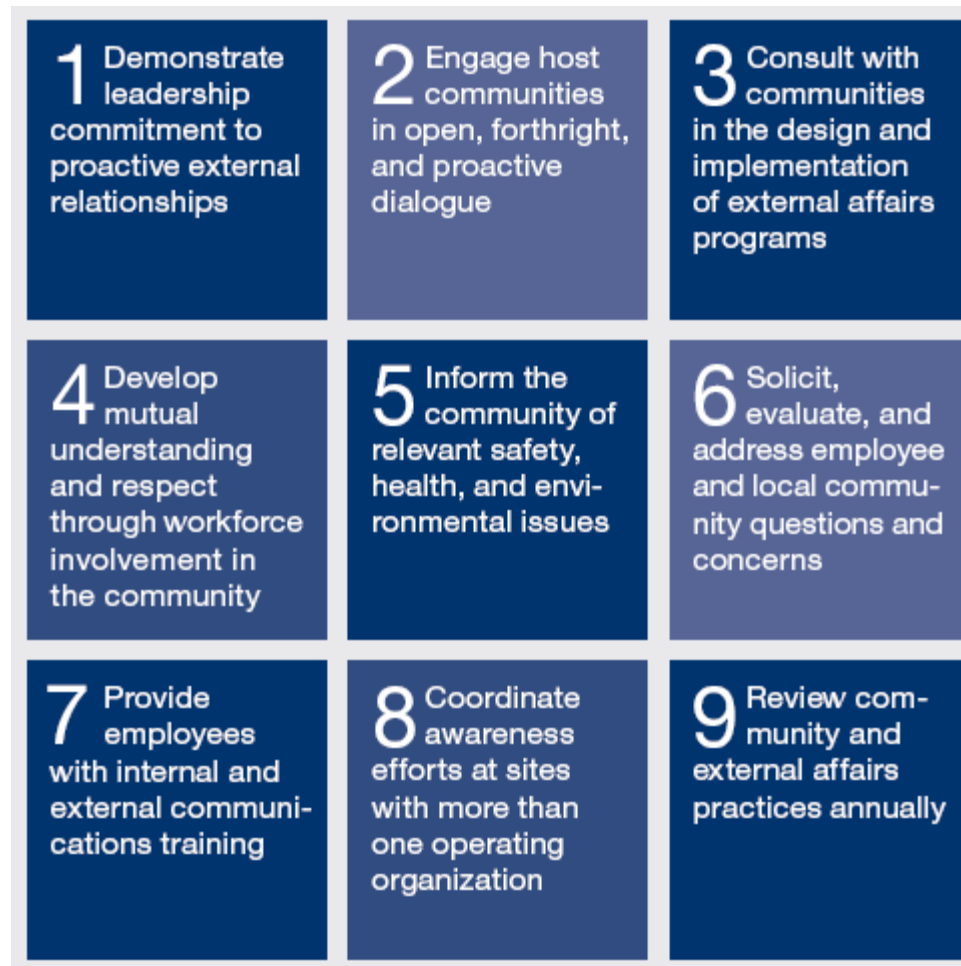 1 Demonstrate
leadership
commitment to
proactive external
relationships
2 Engage host
communities
in open, forthright,
and proactive
dialogue
3 Consult with
communities
in the design and
implementation
of external affairs
programs
4 Develop
mutual
understanding
and respect
through workforce
involvement in
the community
5 Inform the
community of
relevant safety,
health, and envi-
ronmental issues
6 Solicit,
evaluate, and
address employee
and local commu-
nity questions and
concerns
7 Provide
employees
with internal and
external communi-
cations training
8 Coordinate
awareness
efforts at sites
with more than
one operating
organization
9 Review com-
munity and
external affairs
practices annually